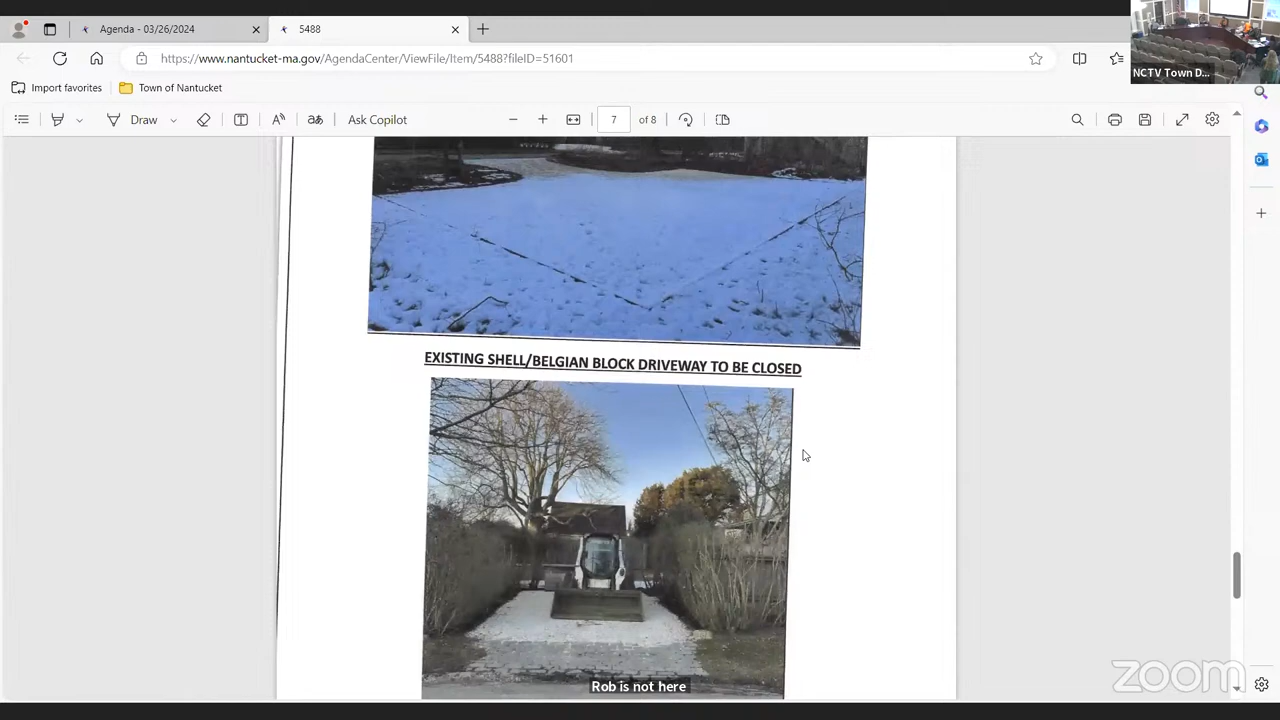 Agenda - 03/26/2024
5488
https://www.nantucket-ma.gov/AgendaCenter/ViewFile/Item/5488?fileID=51601
Import favorites
Town of Nantucket
Draw
Ask Copilot
7
of 8
NCTV Town D...
EXISTING SHELL/BELGIAN BLOCK DRIVEWAY TO BE CLOSED
Rob is not here
zoom